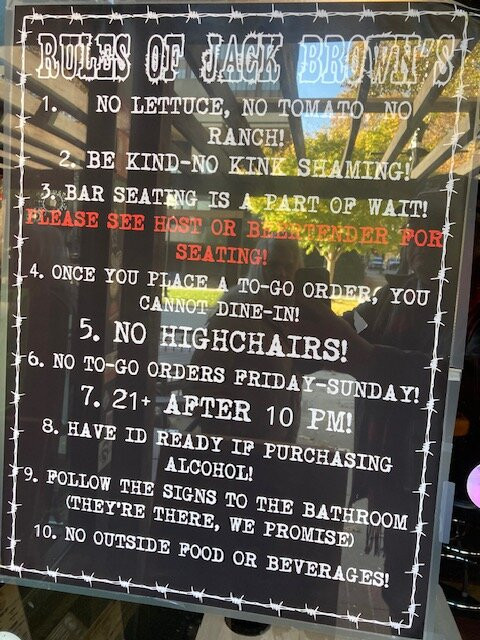 RULES OF JACK BROWN'S
1. NO LETTUCE, NO TOMATO, NO
RANCH!
2. BE KIND-NO KINK SHAMING!
3. BAR SEATING IS A PART OF WAIT!
PLEASE SEE HOST OR BEERTENDER FOR
SEATING!
4. ONCE YOU PLACE A TO-GO ORDER, YOU
CANNOT DINE-IN!
5. NO HIGHCHAIRS!
6. NO TO-GO ORDERS FRIDAY-SUNDAY!
7. 21+ AFTER 10 PM!
8. HAVE ID READY IF PURCHASING
ALCOHOL!
9. FOLLOW THE SIGNS TO THE BATHROOM
(THEY'RE THERE, WE PROMISE)
10. NO OUTSIDE FOOD OR BEVERAGES!